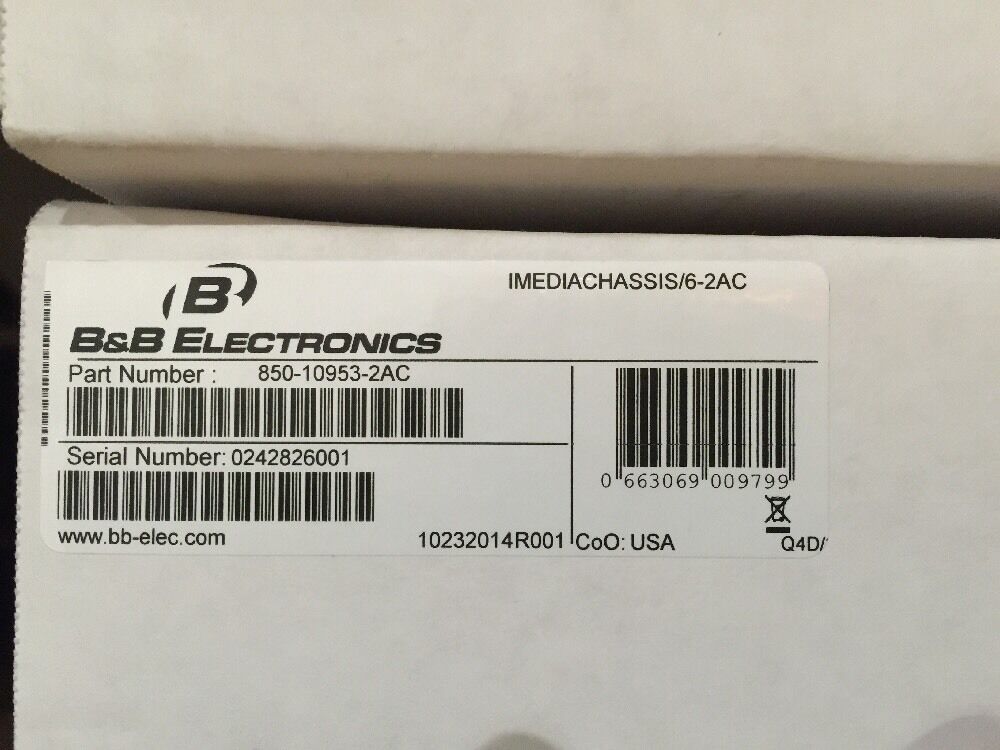 B
IMEDIACHASSIS/6-2AC
B&B ELECTRONICS
Part Number : 850-10953-2AC
Serial Number: 0242826001
0 663069 009799
www.bb-elec.com
10232014R001
CoO: USA
Q4D/